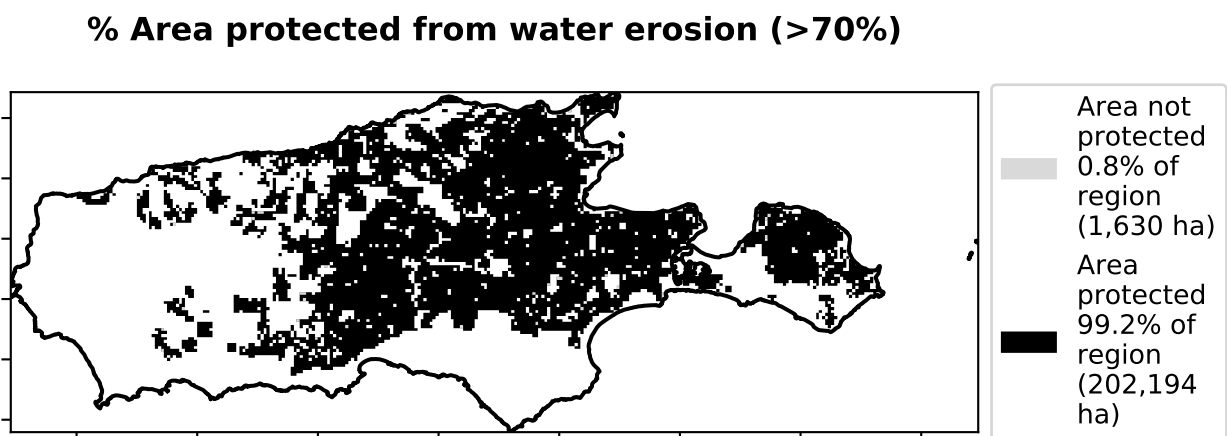 % Area protected from water erosion (>70%)
Area not
protected
0.8% of
region
(1,630 ha)
Area
protected
99.2% of
region
(202,194
ha)